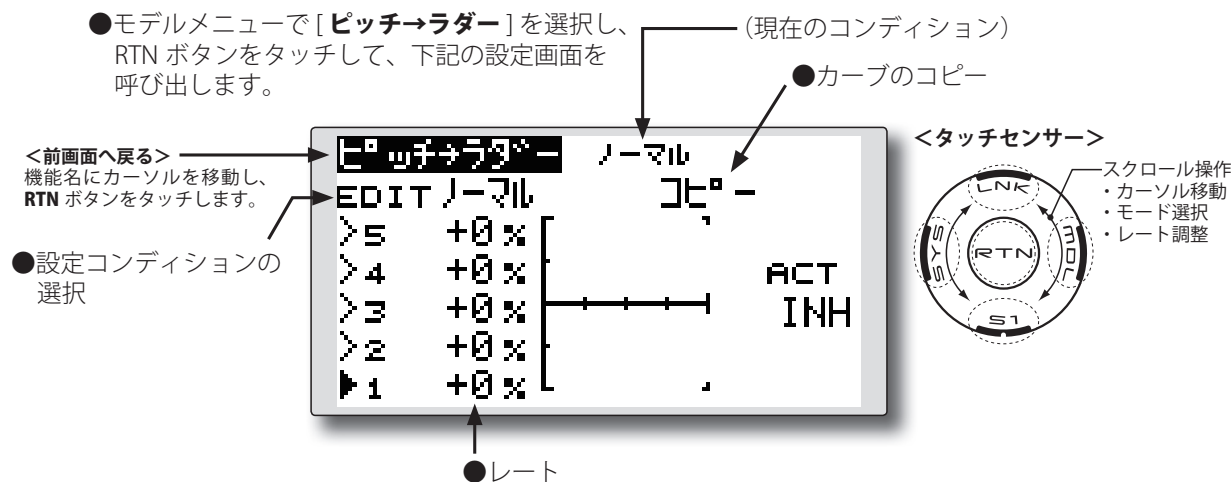 ●モデルメニューで [ ピッチ→ラダー ] を選択し、
RTN ボタンをタッチして、下記の設定画面を
呼び出します。
（現在のコンディション）
●カーブのコピー
＜前画面へ戻る＞
機能名にカーソルを移動し、
RTN ボタンをタッチします。
●設定コンディションの
選択
ピッチ→ラダー ノーマル
EDIT ノーマル コピー
>5 +0 %
>4 +0 %
>3 +0 %
>2 +0 %
▶1 +0 %
ACT
INH
●レート
＜タッチセンサー＞
LNK
SYS
RTN
MDL
S1
スクロール操作
・カーソル移動
・モード選択
・レート調整